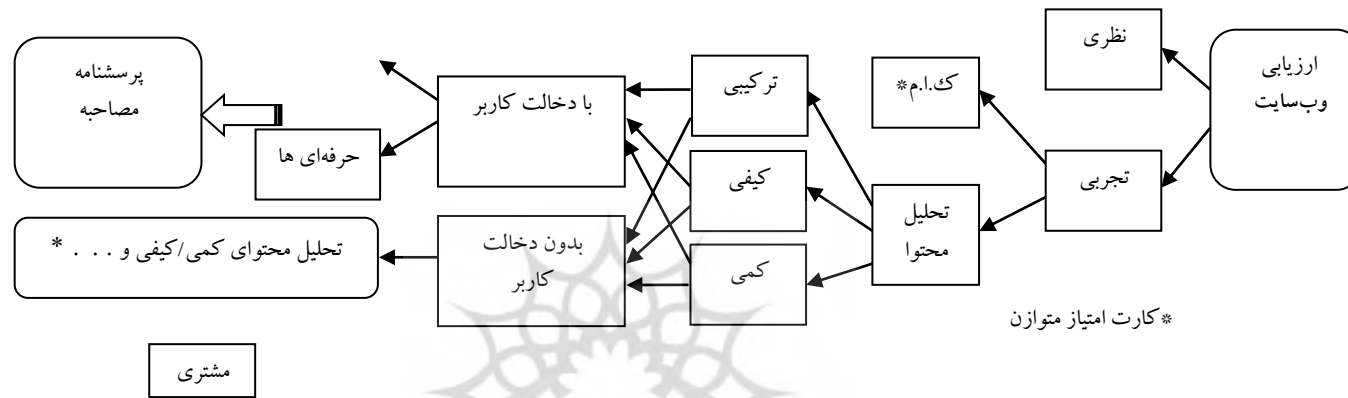 ارزیابی
وب‌سایت
نظری
تجربی
ک.ا.م*
تحلیل
محتوا
ترکیبی
کیفی
کمی
با دخالت کاربر
بدون دخالت
کاربر
حرفه‌ای ها
پرسشنامه
مصاحبه
تحلیل محتوای کمی/کیفی و . . . *
*کارت امتیاز متوازن
مشتری